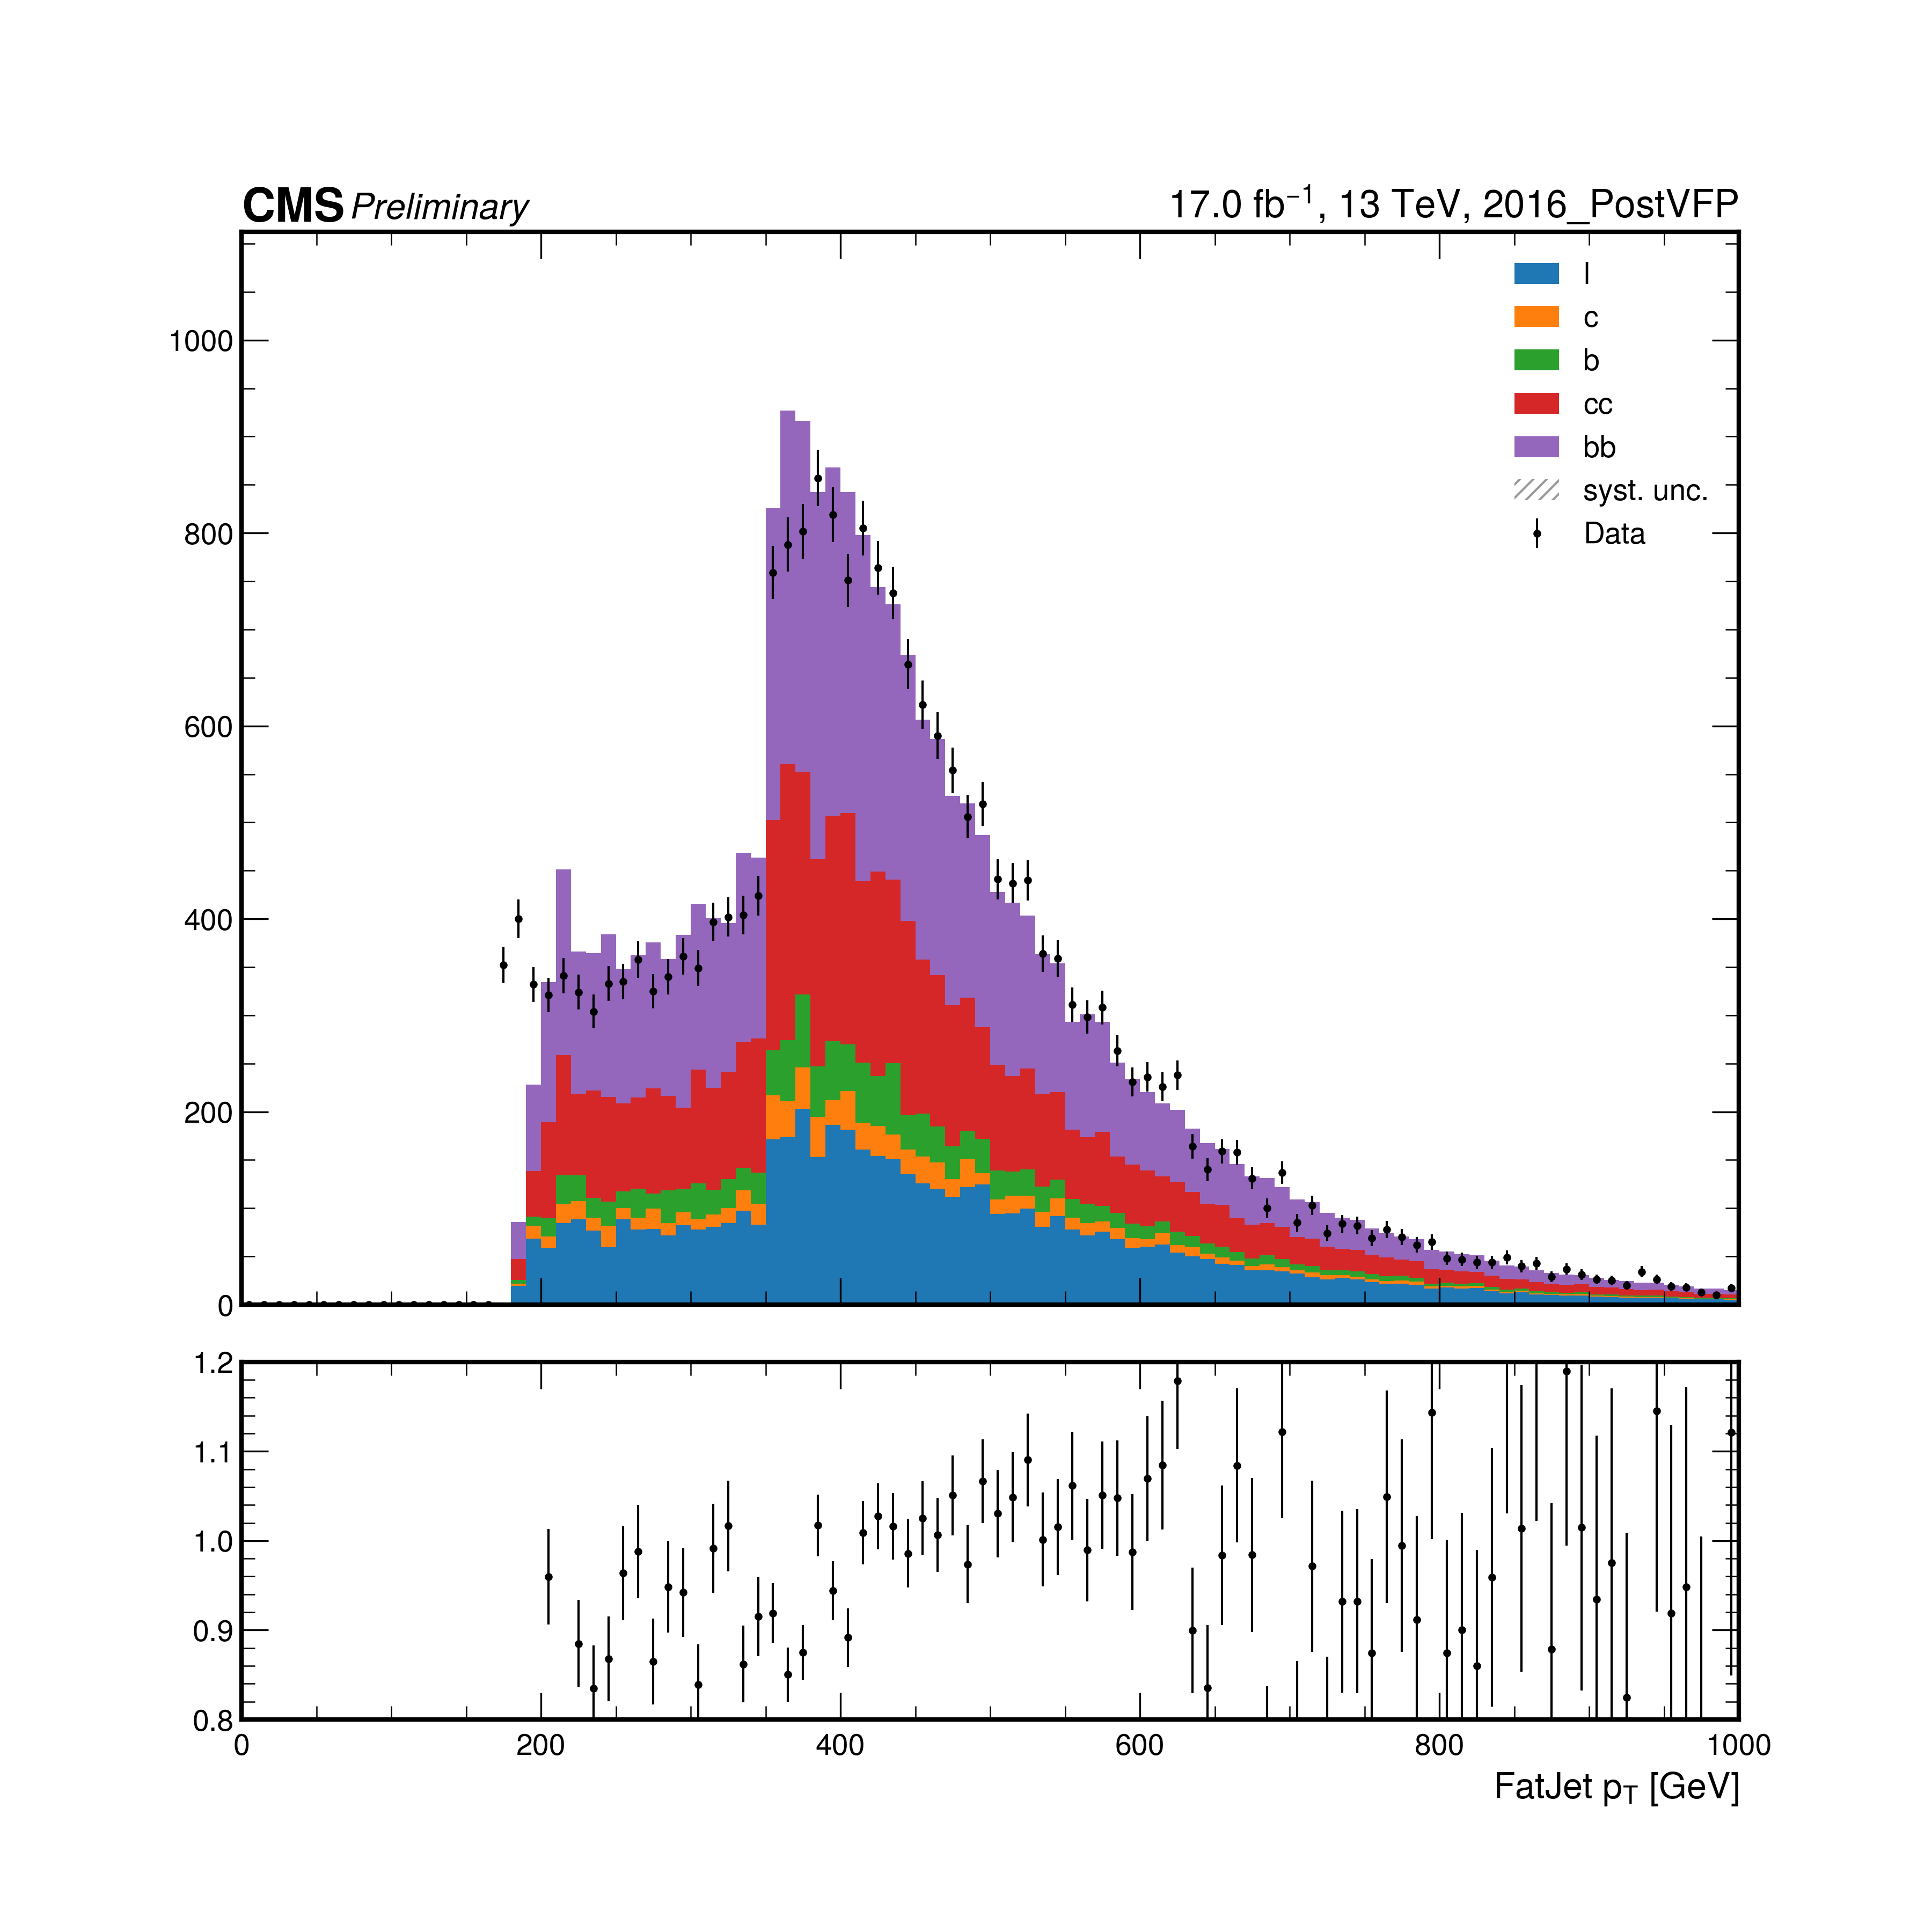 CMS Preliminary
17.0 fb⁻¹, 13 TeV, 2016_PostVFP
l
c
b
cc
bb
syst. unc.
Data
1000
800
600
400
200
0
1.2
1.1
1.0
0.9
0.8
0 200 400 600 800 1000
FatJet pT [GeV]